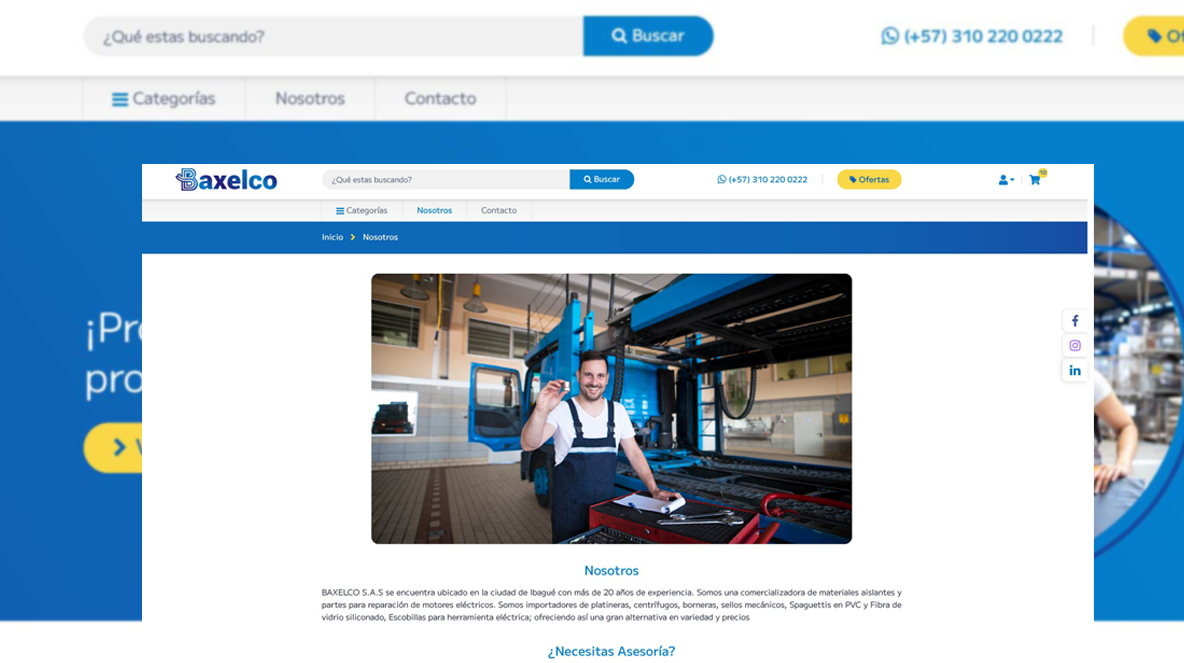 ¿Qué estas buscando?
Buscar
(+57) 310 220 0222
Categorías
Nosotros
Contacto
Baxelco
¿Qué estas buscando?
Buscar
(+57) 310 220 0222
Ofertas
10
Categorías
Nosotros
Contacto
Inicio
Nosotros
Nosotros
BAXELCO S.A.S se encuentra ubicado en la ciudad de Ibagué con más de 20 años de experiencia. Somos una comercializadora de materiales aislantes y
partes para reparación de motores eléctricos. Somos importadores de platineras, centrífugos, borneras, sellos mecánicos, Spaguettis en PVC y Fibra de
vidrio siliconado, Escobillas para herramienta eléctrica; ofreciendo así una gran alternativa en variedad y precios
¿Necesitas Asesoría?